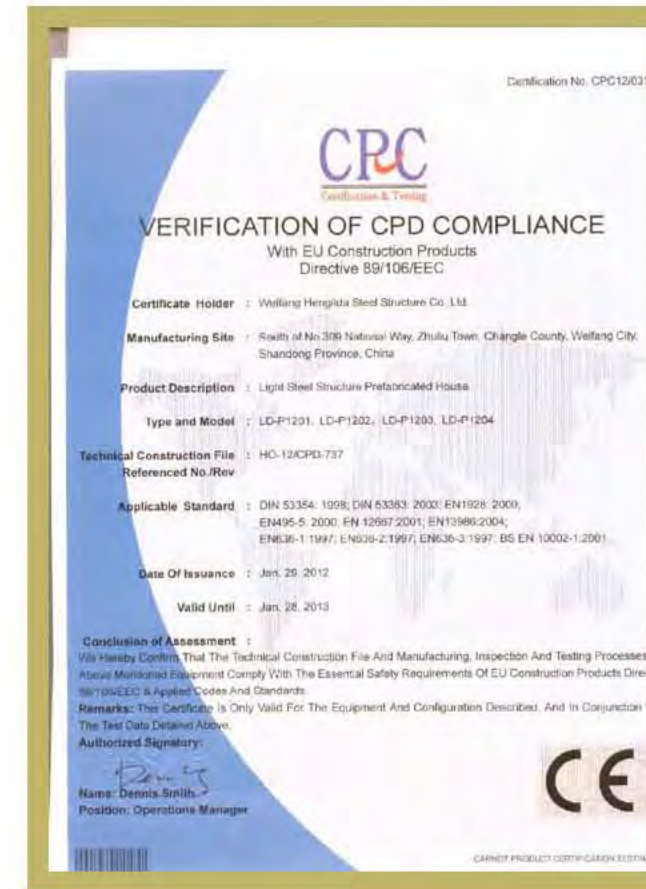 Certification No. CPC12/031
CPC
Certification & Testing
VERIFICATION OF CPD COMPLIANCE
With EU Construction Products
Directive 89/106/EEC
Certificate Holder : Weifang Henglida Steel Structure Co. Ltd.
Manufacturing Site : South of No.309 National Way, Zhuliu Town, Changle County, Weifang City,
Shandong Province, China
Product Description : Light Steel Structure Prefabricated House
Type and Model : LD-P1201, LD-P1202, LD-P1203, LD-P1204
Technical Construction File : HO-12/CPD-737
Referenced No./Rev
Applicable Standard : DIN 53354: 1998; DIN 53363: 2003; EN1928: 2000;
EN495-5: 2000; EN 12667:2001; EN13986:2004;
EN636-1:1997; EN636-2:1997; EN636-3:1997; BS EN 10002-1:2001
Date Of Issuance : Jan. 29, 2012
Valid Until : Jan. 28, 2013
Conclusion of Assessment :
We Hereby Confirm That The Technical Construction File And Manufacturing, Inspection And Testing Processes
Above Mentioned Equipment Comply With The Essential Safety Requirements Of EU Construction Products Dire
89/106/EEC & Applied Codes And Standards.
Remarks: This Certificate Is Only Valid For The Equipment And Configuration Described, And In Conjunction
The Test Data Detailed Above.
Authorized Signatory:
Name: Dennis Smith
Position: Operations Manager
CE
CARNOT PRODUCT CERTIFICATION TESTIN